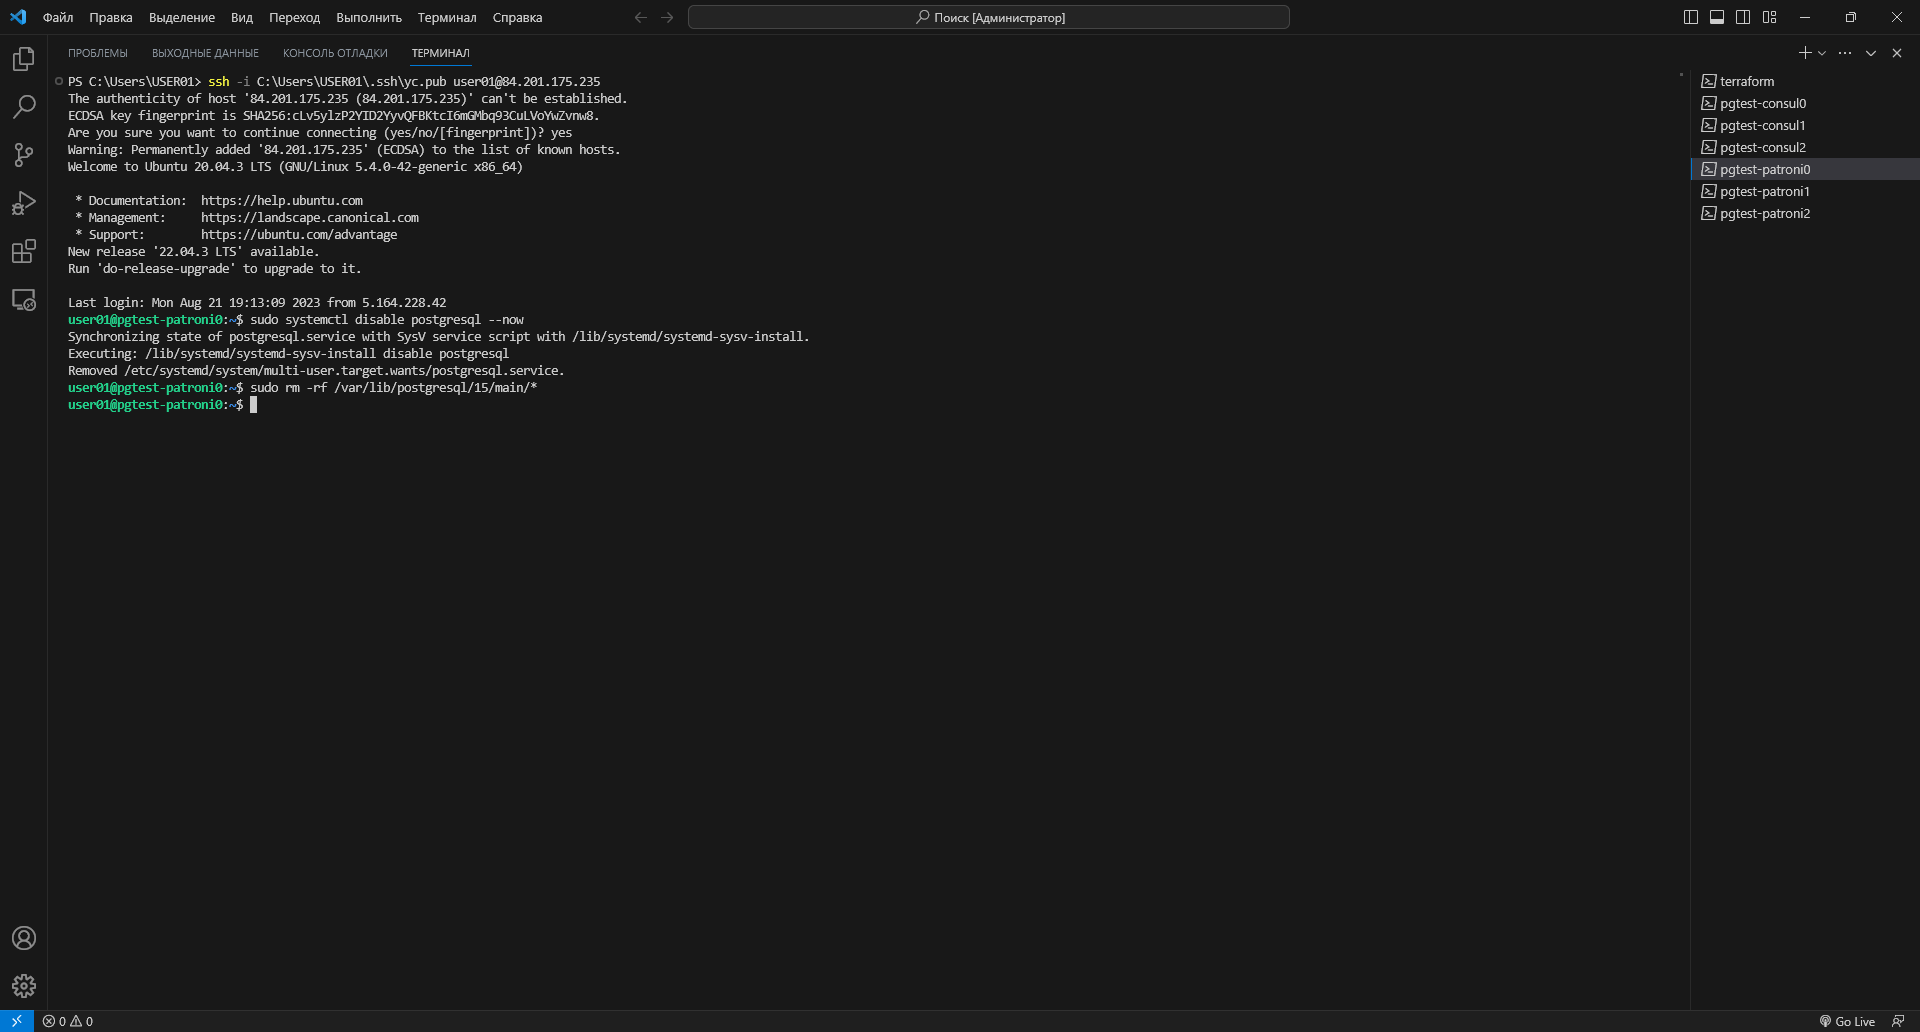 Файл Правка Выделение Вид Переход Выполнить Терминал Справка
Поиск [Администратор]
ПРОБЛЕМЫ ВЫХОДНЫЕ ДАННЫЕ КОНСОЛЬ ОТЛАДКИ ТЕРМИНАЛ
PS C:\Users\USER01> ssh -i C:\Users\USER01\.ssh\yc.pub user01@84.201.175.235
The authenticity of host '84.201.175.235 (84.201.175.235)' can't be established.
ECDSA key fingerprint is SHA256:cLv5ylzP2YID2YyvQFBKtcI6mGMbq93CuLVoYwZvnw8.
Are you sure you want to continue connecting (yes/no/[fingerprint])? yes
Warning: Permanently added '84.201.175.235' (ECDSA) to the list of known hosts.
Welcome to Ubuntu 20.04.3 LTS (GNU/Linux 5.4.0-42-generic x86_64)
* Documentation: https://help.ubuntu.com
* Management: https://landscape.canonical.com
* Support: https://ubuntu.com/advantage
New release '22.04.3 LTS' available.
Run 'do-release-upgrade' to upgrade to it.
Last login: Mon Aug 21 19:13:09 2023 from 5.164.228.42
user01@pgtest-patroni0:~$ sudo systemctl disable postgresql --now
Synchronizing state of postgresql.service with SysV service script with /lib/systemd/systemd-sysv-install.
Executing: /lib/systemd/systemd-sysv-install disable postgresql
Removed /etc/systemd/system/multi-user.target.wants/postgresql.service.
user01@pgtest-patroni0:~$ sudo rm -rf /var/lib/postgresql/15/main/*
user01@pgtest-patroni0:~$
terraform
pgtest-consul0
pgtest-consul1
pgtest-consul2
pgtest-patroni0
pgtest-patroni1
pgtest-patroni2
0 0
Go Live